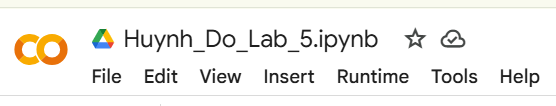 Huynh_Do_Lab_5.ipynb
File Edit View Insert Runtime Tools Help